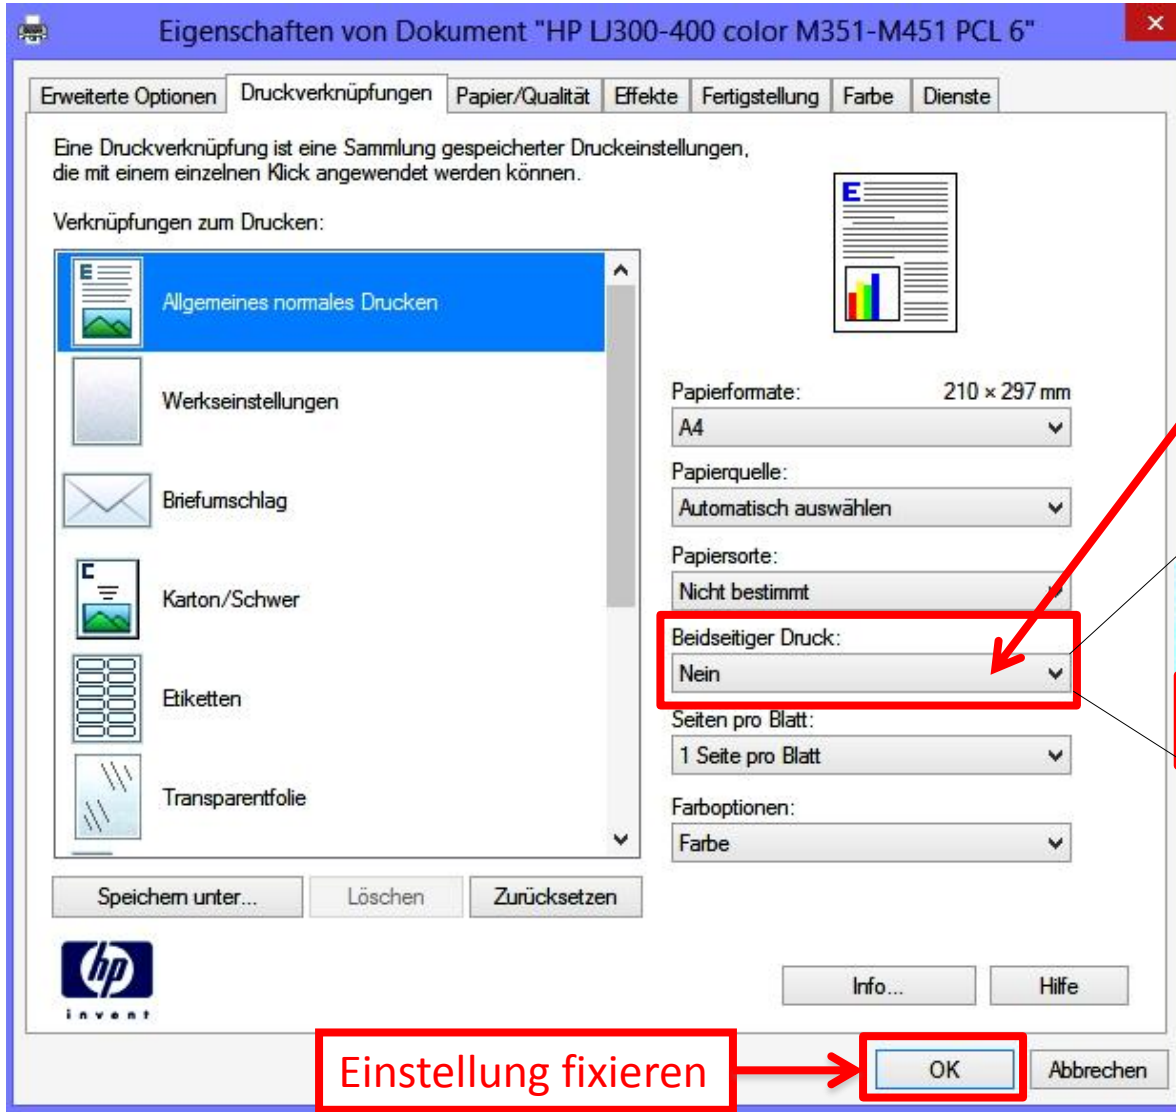 Eigenschaften von Dokument "HP LJ300-400 color M351-M451 PCL 6"
×
Erweiterte Optionen Druckverknüpfungen Papier/Qualität Effekte Fertigstellung Farbe Dienste
Eine Druckverknüpfung ist eine Sammlung gespeicherter Druckeinstellungen,
die mit einem einzelnen Klick angewendet werden können.
Verknüpfungen zum Drucken:
E
Allgemeines normales Drucken
Werkseinstellungen
Briefumschlag
Karton/Schwer
Etiketten
Transparentfolie
Speichern unter... Löschen Zurücksetzen
E
Papierformate: 210 × 297 mm
A4
Papierquelle:
Automatisch auswählen
Papiersorte:
Nicht bestimmt
Beidseitiger Druck:
Nein
Seiten pro Blatt:
1 Seite pro Blatt
Farboptionen:
Farbe
hp
invent
Info... Hilfe
Einstellung fixieren
OK Abbrechen